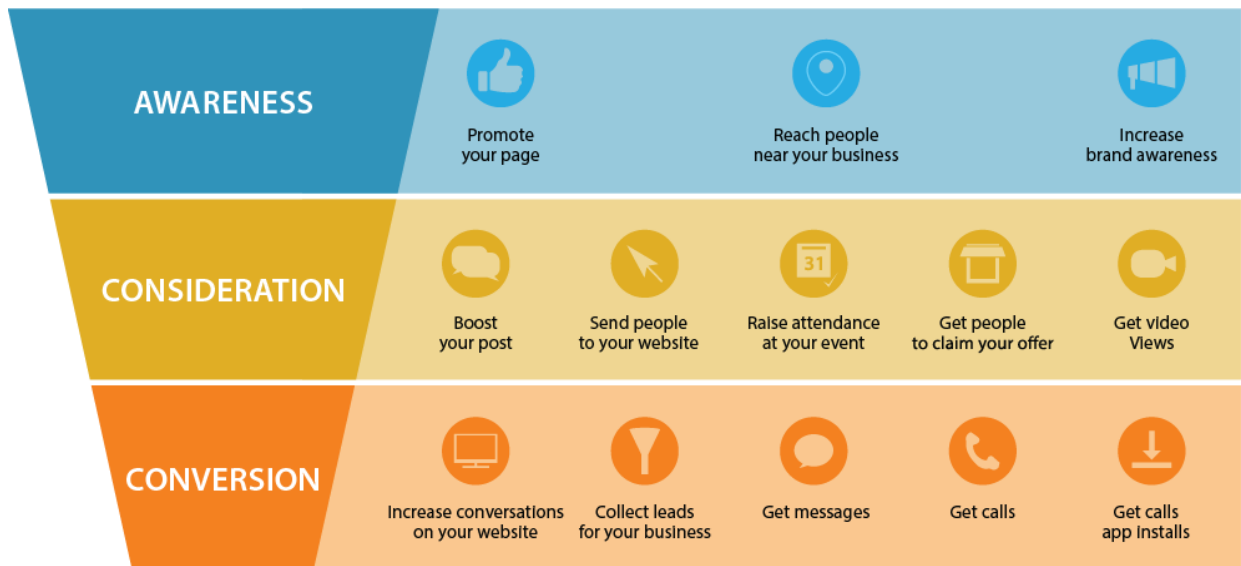 AWARENESS
Promote
your page
Reach people
near your business
Increase
brand awareness
CONSIDERATION
Boost
your post
Send people
to your website
31
Raise attendance
at your event
Get people
to claim your offer
Get video
Views
CONVERSION
Increase conversations
on your website
Collect leads
for your business
Get messages
Get calls
Get calls
app installs